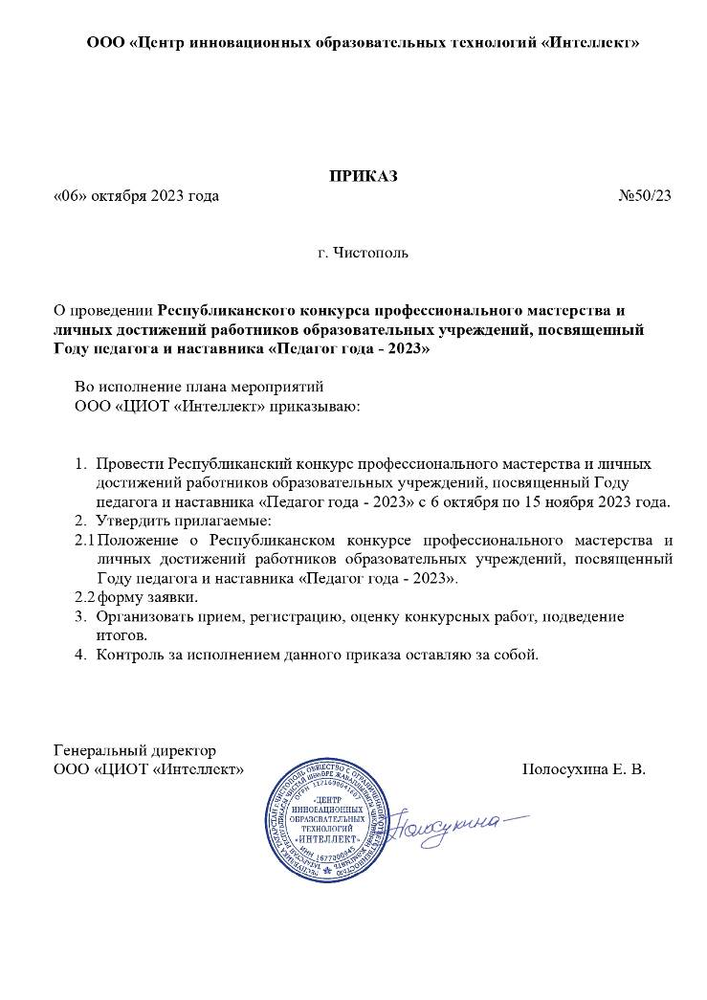 ООО «Центр инновационных образовательных технологий «Интеллект»
ПРИКАЗ
«06» октября 2023 года №50/23
г. Чистополь
О проведении Республиканского конкурса профессионального мастерства и
личных достижений работников образовательных учреждений, посвященный
Году педагога и наставника «Педагог года - 2023»
Во исполнение плана мероприятий
ООО «ЦИОТ «Интеллект» приказываю:
1. Провести Республиканский конкурс профессионального мастерства и личных
достижений работников образовательных учреждений, посвященный Году
педагога и наставника «Педагог года - 2023» с 6 октября по 15 ноября 2023 года.
2. Утвердить прилагаемые:
2.1 Положение о Республиканском конкурсе профессионального мастерства и
личных достижений работников образовательных учреждений, посвященный
Году педагога и наставника «Педагог года - 2023».
2.2 форму заявки.
3. Организовать прием, регистрацию, оценку конкурсных работ, подведение
итогов.
4. Контроль за исполнением данного приказа оставляю за собой.
Генеральный директор
ООО «ЦИОТ «Интеллект» Полосухина Е. В.
«ЦЕНТР
ИННОВАЦИОННЫХ
ОБРАЗОВАТЕЛЬНЫХ
ТЕХНОЛОГИЙ
«ИНТЕЛЛЕКТ»